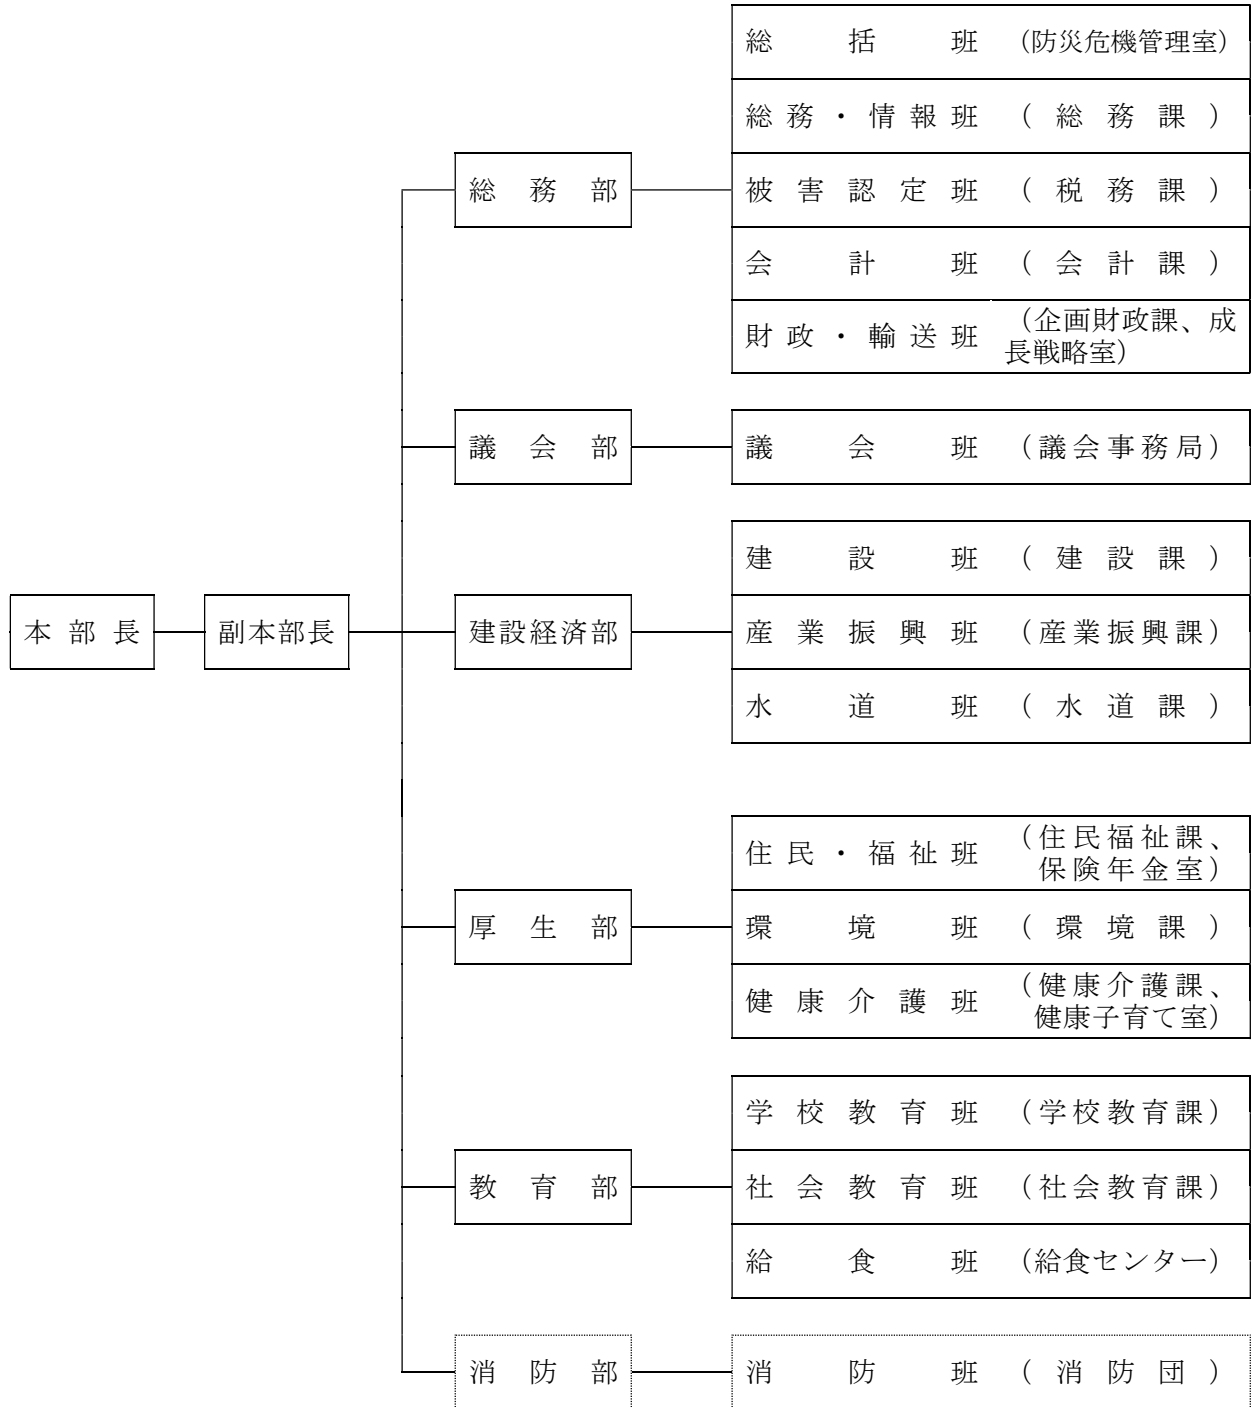 本部長
副本部長
総務部
総括班 （防災危機管理室）
総務・情報班 （総務課）
被害認定班 （税務課）
会計班 （会計課）
財政・輸送班 （企画財政課、成
長戦略室）
議会部
議会班 （議会事務局）
建設経済部
建設班 （建設課）
産業振興班 （産業振興課）
水道班 （水道課）
厚生部
住民・福祉班 （住民福祉課、
保険年金室）
環境班 （環境課）
健康介護班 （健康介護課、
健康子育て室）
教育部
学校教育班 （学校教育課）
社会教育班 （社会教育課）
給食班 （給食センター）
消防部
消防班 （消防団）